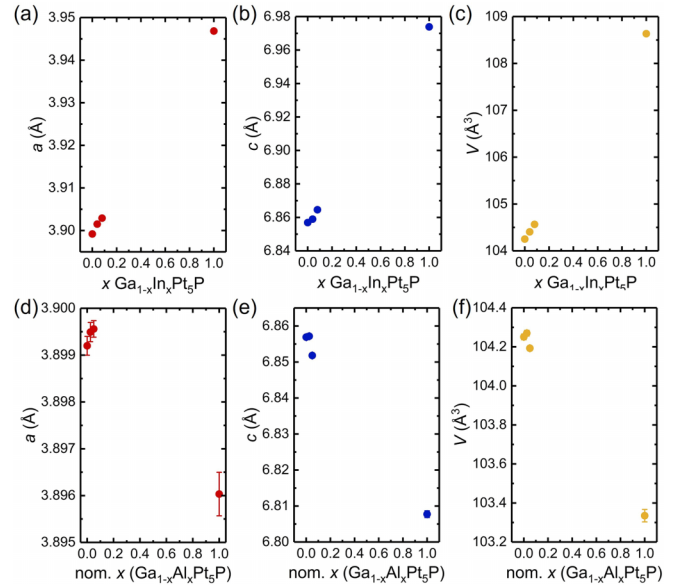 (a)
3.95
3.94
3.93
3.92
3.91
3.90
a (Å)
0.0 0.2 0.4 0.6 0.8 1.0
x Ga1-xInxPt5P
(b)
6.98
6.96
6.94
6.92
6.90
6.88
6.86
6.84
c (Å)
0.0 0.2 0.4 0.6 0.8 1.0
x Ga1-xInxPt5P
(c)
109
108
107
106
105
104
V (Å3)
0.0 0.2 0.4 0.6 0.8 1.0
x Ga1-xInxPt5P
(d)
3.900
3.899
3.898
3.897
3.896
3.895
a (Å)
0.0 0.2 0.4 0.6 0.8 1.0
nom. x (Ga1-xAlxPt5P)
(e)
6.86
6.85
6.84
6.83
6.82
6.81
6.80
c (Å)
0.0 0.2 0.4 0.6 0.8 1.0
nom. x (Ga1-xAlxPt5P)
(f)
104.4
104.2
104.0
103.8
103.6
103.4
103.2
V (Å3)
0.0 0.2 0.4 0.6 0.8 1.0
nom. x (Ga1-xAlxPt5P)